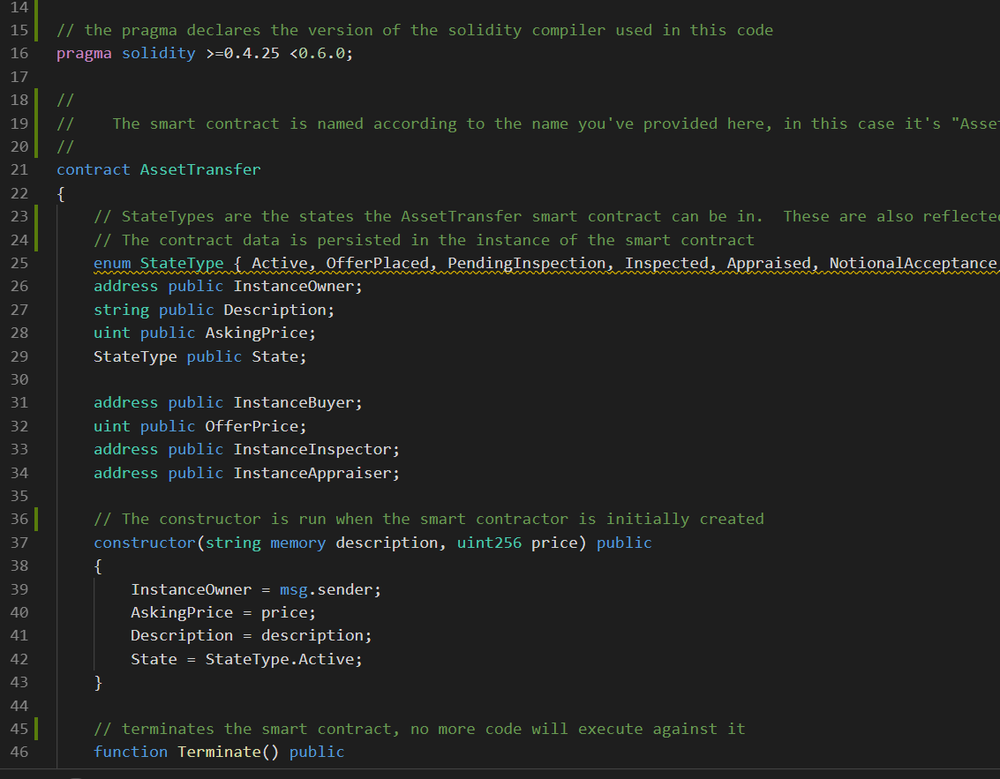 14
15 // the pragma declares the version of the solidity compiler used in this code
16 pragma solidity >=0.4.25 <0.6.0;
17
18 //
19 //    The smart contract is named according to the name you've provided here, in this case it's "Asse
20 //
21 contract AssetTransfer
22 {
23     // StateTypes are the states the AssetTransfer smart contract can be in.  These are also reflecte
24     // The contract data is persisted in the instance of the smart contract
25     enum StateType { Active, OfferPlaced, PendingInspection, Inspected, Appraised, NotionalAcceptance
26     address public InstanceOwner;
27     string public Description;
28     uint public AskingPrice;
29     StateType public State;
30
31     address public InstanceBuyer;
32     uint public OfferPrice;
33     address public InstanceInspector;
34     address public InstanceAppraiser;
35
36     // The constructor is run when the smart contractor is initially created
37     constructor(string memory description, uint256 price) public
38     {
39         InstanceOwner = msg.sender;
40         AskingPrice = price;
41         Description = description;
42         State = StateType.Active;
43     }
44
45     // terminates the smart contract, no more code will execute against it
46     function Terminate() public